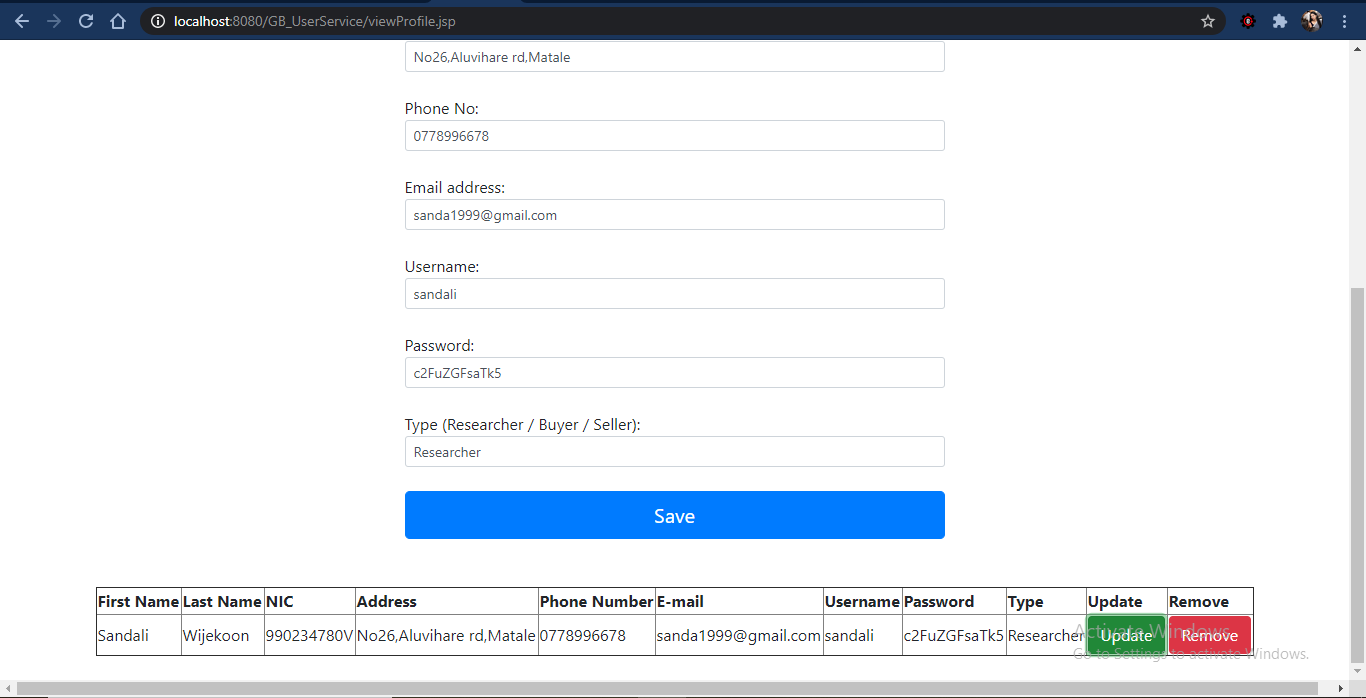 localhost:8080/GB_UserService/viewProfile.jsp
No26,Aluvihare rd,Matale
Phone No:
0778996678
Email address:
sanda1999@gmail.com
Username:
sandali
Password:
c2FuZGFsaTk5
Type (Researcher / Buyer / Seller):
Researcher
Save
First Name Last Name NIC Address Phone Number E-mail Username Password Type Update Remove
Sandali Wijekoon 990234780V No26,Aluvihare rd,Matale 0778996678 sanda1999@gmail.com sandali c2FuZGFsaTk5 Researcher Update Remove
Activate Windows
Go to Settings to activate Windows.